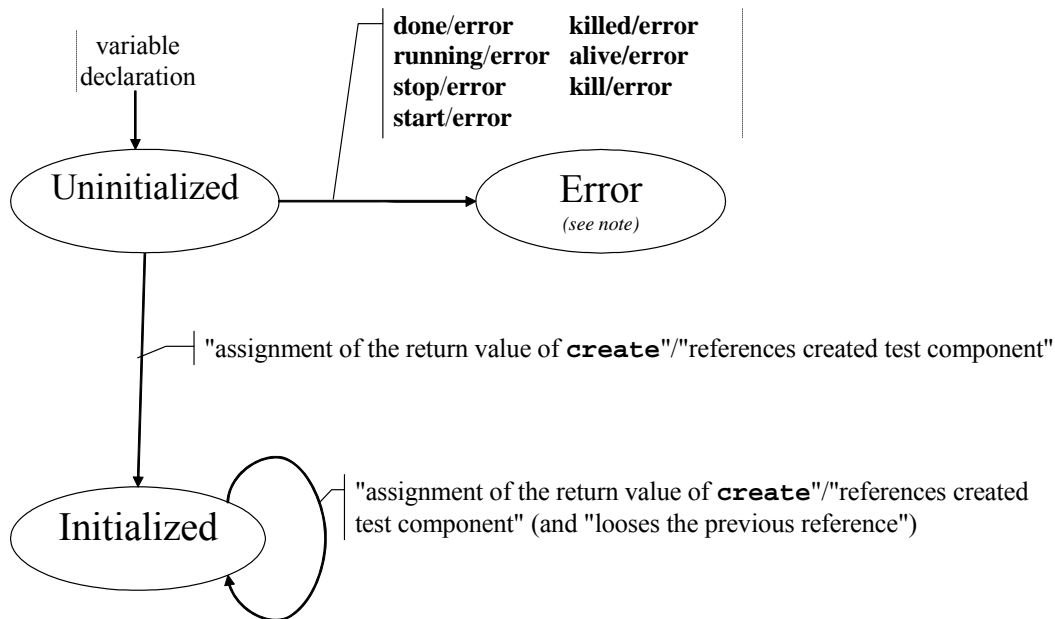 variable
declaration
done/error killed/error
running/error alive/error
stop/error kill/error
start/error
Uninitialized
Error
(see note)
"assignment of the return value of create"/"references created test component"
"assignment of the return value of create"/"references created
test component" (and "looses the previous reference")
Initialized